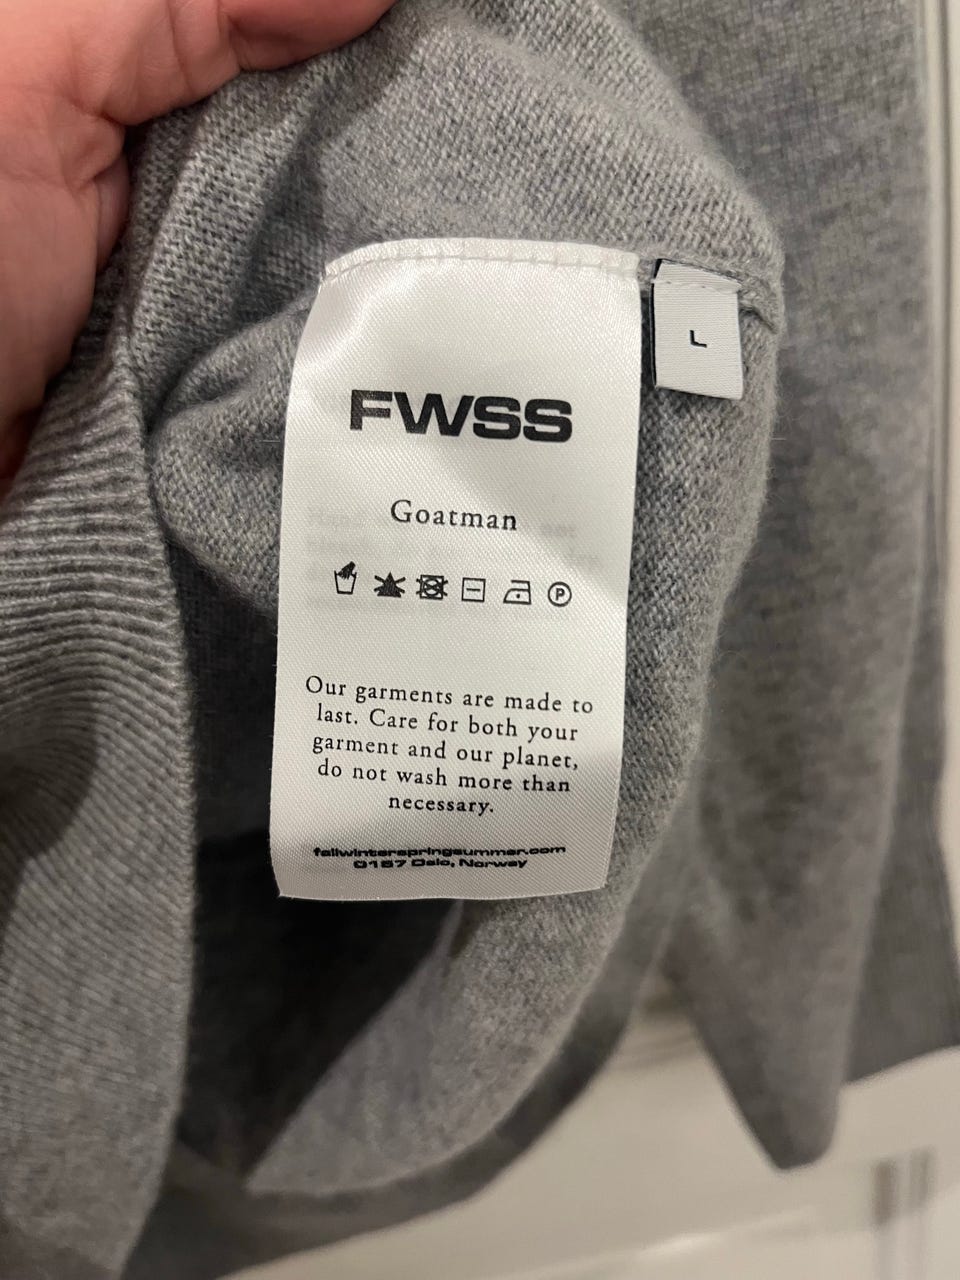 FWSS
L
Goatman
P
Our garments are made to
last. Care for both your
garment and our planet,
do not wash more than
necessary.
fallwinterspringsummer.com
0157 Oslo, Norway